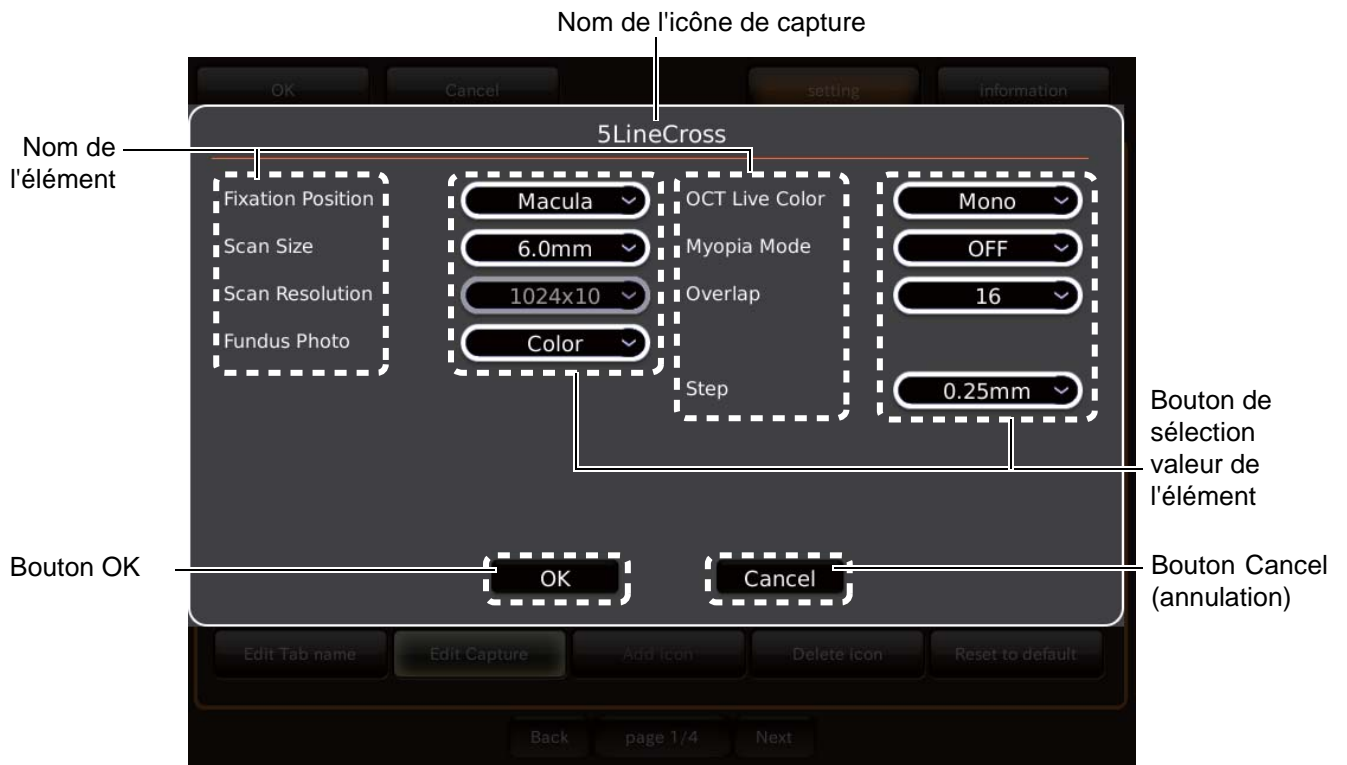 Nom de l'icône de capture
OK Cancel setting information
5LineCross
Nom de
l'élément
Fixation Position Macula OCT Live Color Mono
Scan Size 6.0mm Myopia Mode OFF
Scan Resolution 1024x10 Overlap 16
Fundus Photo Color
Step 0.25mm
Bouton de
sélection
valeur de
l'élément
Bouton OK
OK Cancel
Bouton Cancel
(annulation)
Edit Tab name Edit Capture Add icon Delete icon Reset to default
Back page 1/4 Next